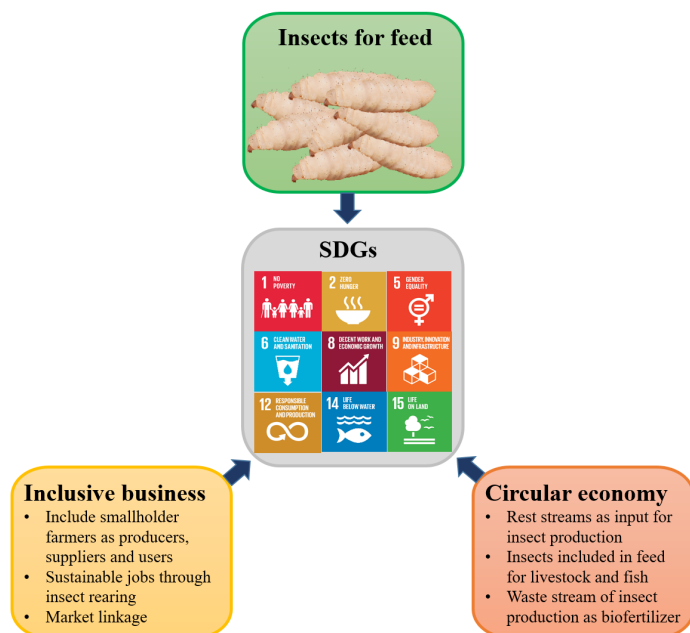 Insects for feed
SDGs
1 NO
POVERTY
2 ZERO
HUNGER
5 GENDER
EQUALITY
6 CLEAN WATER
AND SANITATION
8 DECENT WORK AND
ECONOMIC GROWTH
9 INDUSTRY, INNOVATION
AND INFRASTRUCTURE
12 RESPONSIBLE
CONSUMPTION
AND PRODUCTION
14 LIFE
BELOW WATER
15 LIFE
ON LAND
Inclusive business
• Include smallholder
farmers as producers,
suppliers and users
• Sustainable jobs through
insect rearing
• Market linkage
Circular economy
• Rest streams as input for
insect production
• Insects included in feed
for livestock and fish
• Waste stream of insect
production as biofertilizer